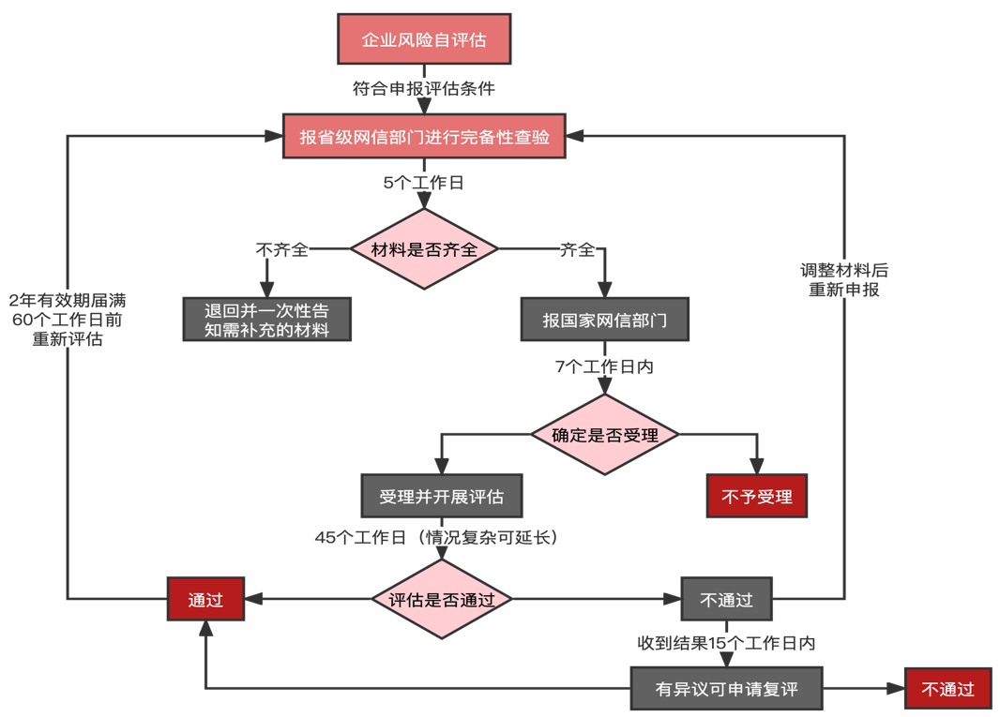 企业风险自评估
符合申报评估条件
报省级网信部门进行完备性查验
5个工作日
材料是否齐全
不齐全
齐全
退回并一次性告
知需补充的材料
报国家网信部门
2年有效期届满
60个工作日前
重新评估
调整材料后
重新申报
7个工作日内
确定是否受理
受理并开展评估
不予受理
45个工作日（情况复杂可延长）
评估是否通过
通过
不通过
收到结果15个工作日内
有异议可申请复评
不通过